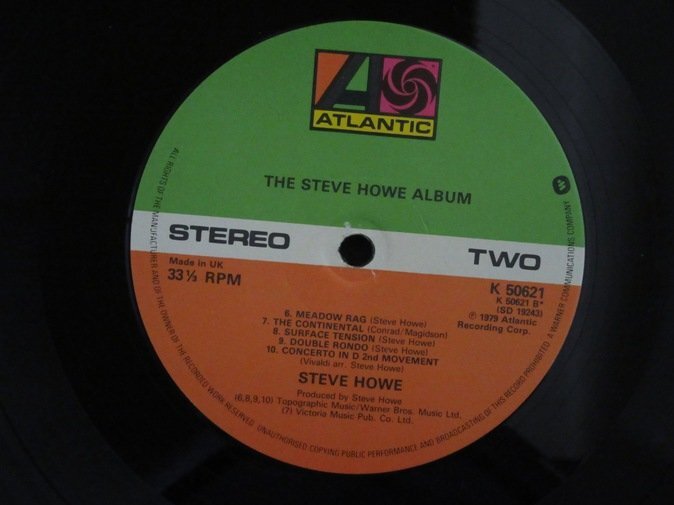 ATLANTIC
THE STEVE HOWE ALBUM
STEREO
TWO
Made in UK
33⅓ RPM
K 50621
K 50621 B*
(SD 19243)
℗ 1979 Atlantic
Recording Corp.
6. MEADOW RAG (Steve Howe)
7. THE CONTINENTAL (Conrad/Magidson)
8. SURFACE TENSION (Steve Howe)
9. DOUBLE RONDO (Steve Howe)
10. CONCERTO IN D 2nd MOVEMENT
(Vivaldi arr. Steve Howe)
STEVE HOWE
Produced by Steve Howe
(6,8,9,10) Topographic Music/Warner Bros. Music Ltd.
(7) Victoria Music Pub. Co. Ltd.
ALL RIGHTS OF THE MANUFACTURER AND OF THE OWNER OF THE RECORDED WORK RESERVED. UNAUTHORISED COPYING PUBLIC PERFORMANCE AND BROADCASTING OF THIS RECORD PROHIBITED. A WARNER COMMUNICATIONS COMPANY